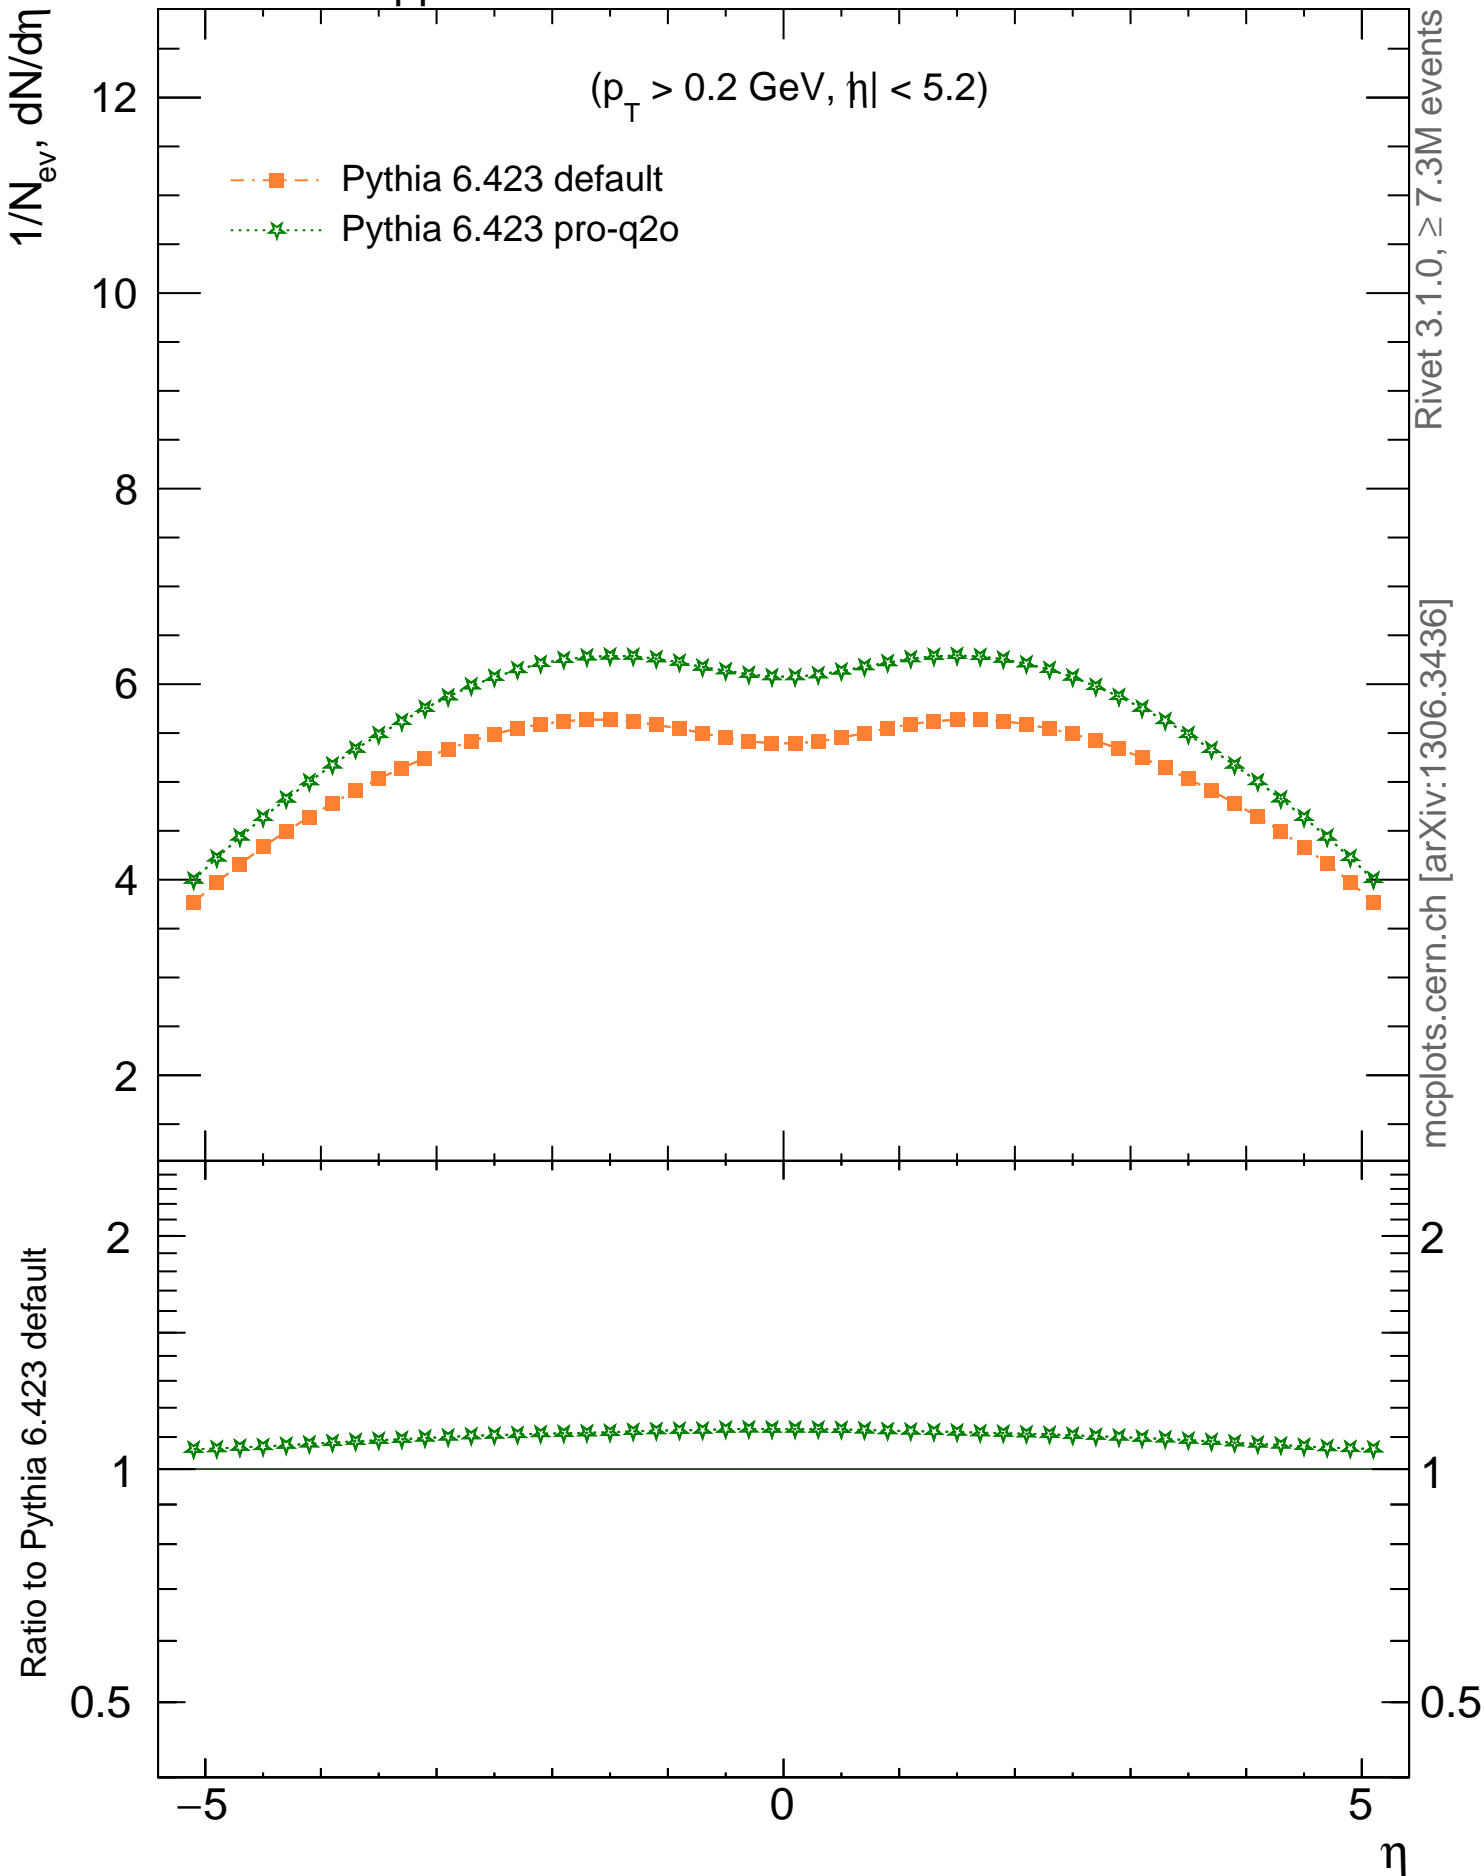 1/N_ev, dN/dη
(p_T > 0.2 GeV, |η| < 5.2)
Pythia 6.423 default
Pythia 6.423 pro-q2o
12
10
8
6
4
2
Rivet 3.1.0, ≥ 7.3M events
mcplots.cern.ch [arXiv:1306.3436]
Ratio to Pythia 6.423 default
2
1
0.5
2
1
0.5
−5
0
5
η